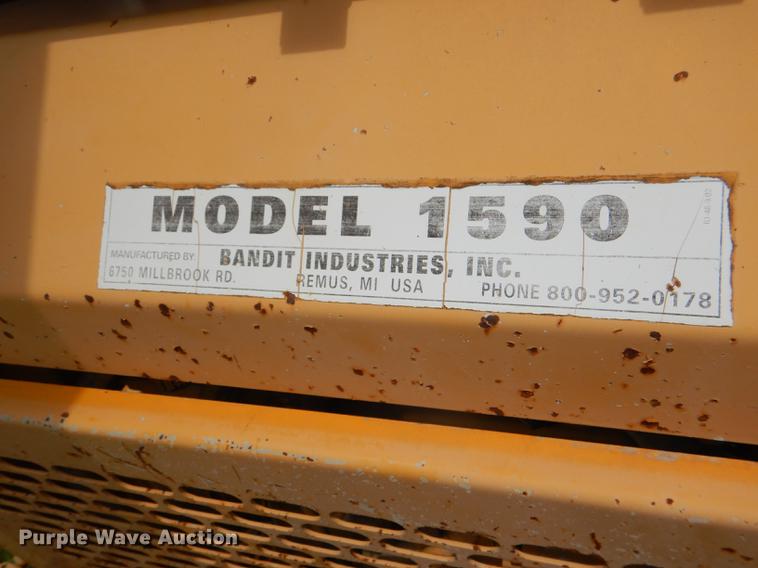 MODEL 1590
MANUFACTURED BY: BANDIT INDUSTRIES, INC.
6750 MILLBROOK RD. REMUS, MI USA PHONE 800-952-0178
Purple Wave Auction